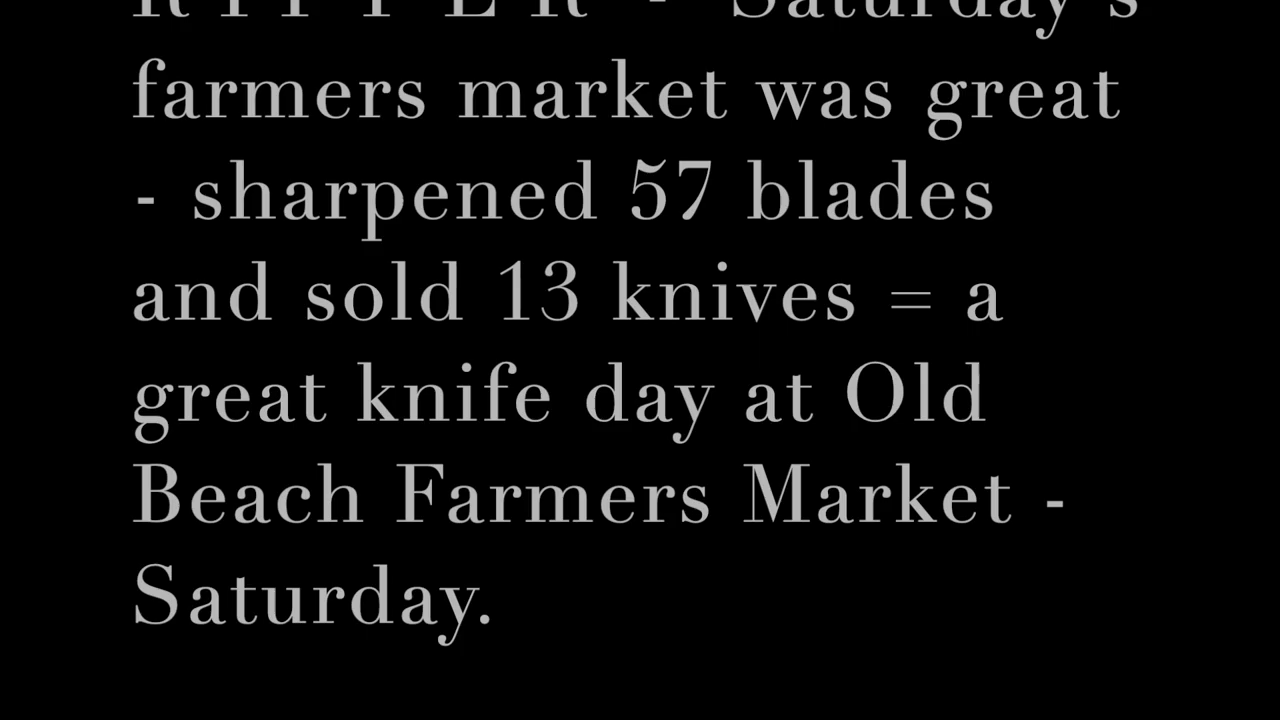 R I P P E R - Saturday's
farmers market was great
- sharpened 57 blades
and sold 13 knives = a
great knife day at Old
Beach Farmers Market -
Saturday.